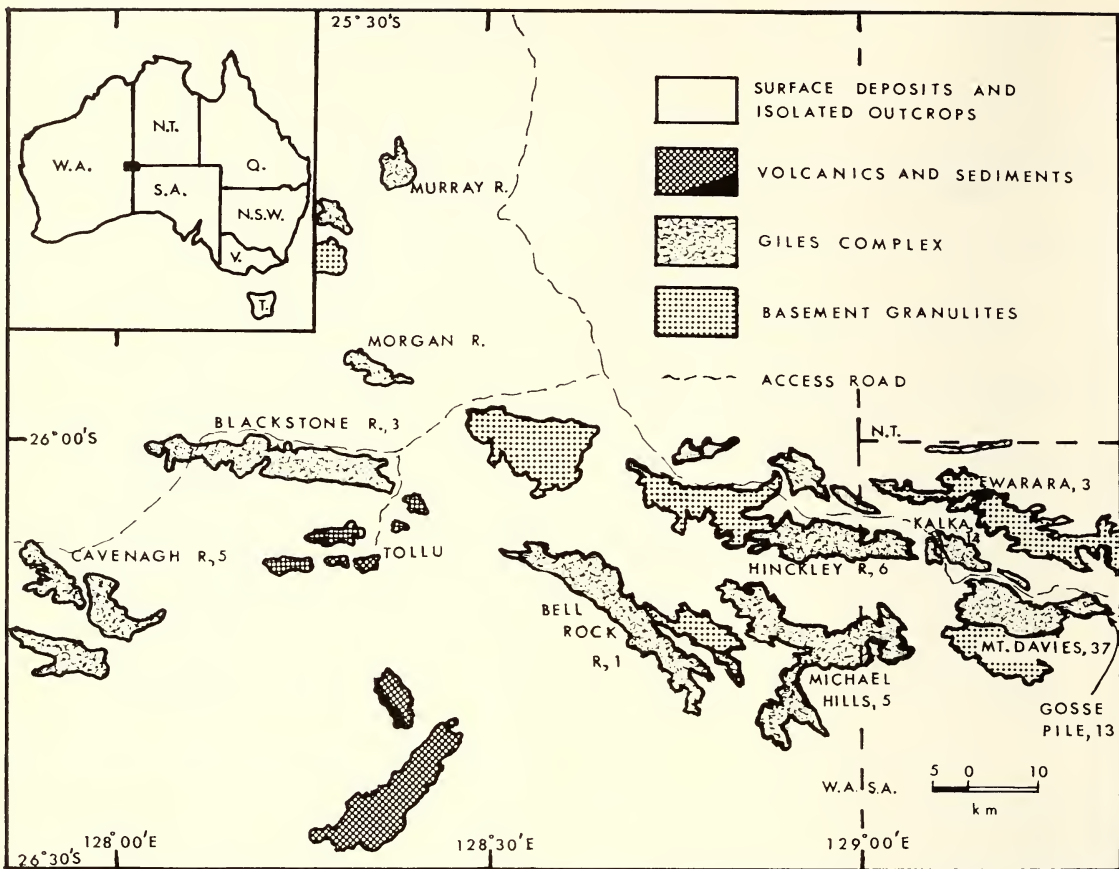 25° 30'S
W.A.
N.T.
Q.
S.A.
N.S.W.
V.
T.
SURFACE DEPOSITS AND
ISOLATED OUTCROPS
VOLCANICS AND SEDIMENTS
GILES COMPLEX
BASEMENT GRANULITES
ACCESS ROAD
MURRAY R.
MORGAN R.
BLACKSTONE R., 3
26° 00'S
N.T.
EWARARA, 3
KALKA,
14
CAVENAGH R, 5
TOLLU
HINCKLEY R, 6
BELL
ROCK
R, 1
MT. DAVIES, 37
MICHAEL
HILLS, 5
GOSSE
PILE, 13
W.A. S.A.
5 0 10
km
128°00'E
128°30'E
129°00'E
26°30'S